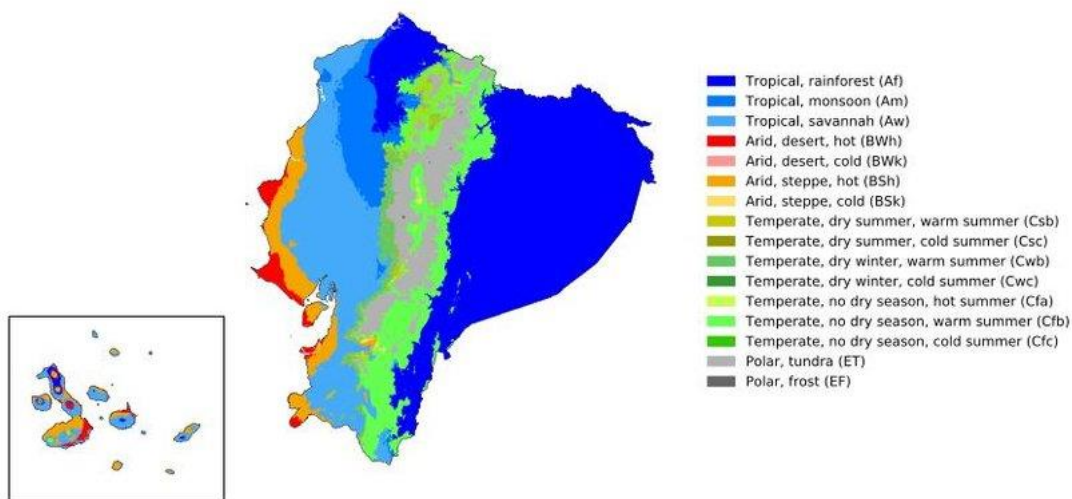 Tropical, rainforest (Af)
Tropical, monsoon (Am)
Tropical, savannah (Aw)
Arid, desert, hot (BWh)
Arid, desert, cold (BWk)
Arid, steppe, hot (BSh)
Arid, steppe, cold (BSk)
Temperate, dry summer, warm summer (Csb)
Temperate, dry summer, cold summer (Csc)
Temperate, dry winter, warm summer (Cwb)
Temperate, dry winter, cold summer (Cwc)
Temperate, no dry season, hot summer (Cfa)
Temperate, no dry season, warm summer (Cfb)
Temperate, no dry season, cold summer (Cfc)
Polar, tundra (ET)
Polar, frost (EF)